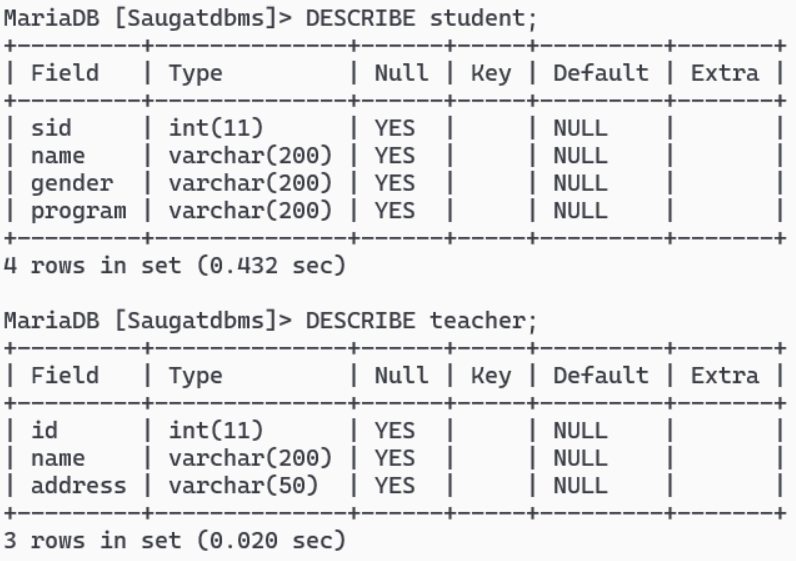 MariaDB [Saugatdbms]> DESCRIBE student;
+---------+--------------+------+-----+---------+-------+
| Field   | Type         | Null | Key | Default | Extra |
+---------+--------------+------+-----+---------+-------+
| sid     | int(11)      | YES  |     | NULL    |       |
| name    | varchar(200) | YES  |     | NULL    |       |
| gender  | varchar(200) | YES  |     | NULL    |       |
| program | varchar(200) | YES  |     | NULL    |       |
+---------+--------------+------+-----+---------+-------+
4 rows in set (0.432 sec)

MariaDB [Saugatdbms]> DESCRIBE teacher;
+---------+--------------+------+-----+---------+-------+
| Field   | Type         | Null | Key | Default | Extra |
+---------+--------------+------+-----+---------+-------+
| id      | int(11)      | YES  |     | NULL    |       |
| name    | varchar(200) | YES  |     | NULL    |       |
| address | varchar(50)  | YES  |     | NULL    |       |
+---------+--------------+------+-----+---------+-------+
3 rows in set (0.020 sec)